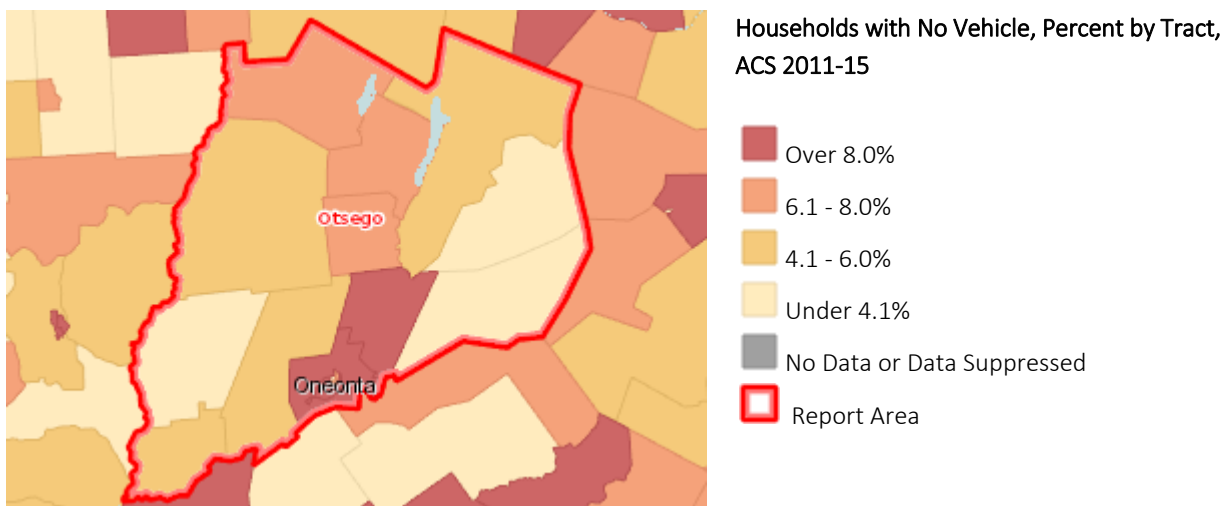 Households with No Vehicle, Percent by Tract,
ACS 2011-15
Over 8.0%
6.1 - 8.0%
4.1 - 6.0%
Under 4.1%
No Data or Data Suppressed
Report Area
Otsego
Oneonta